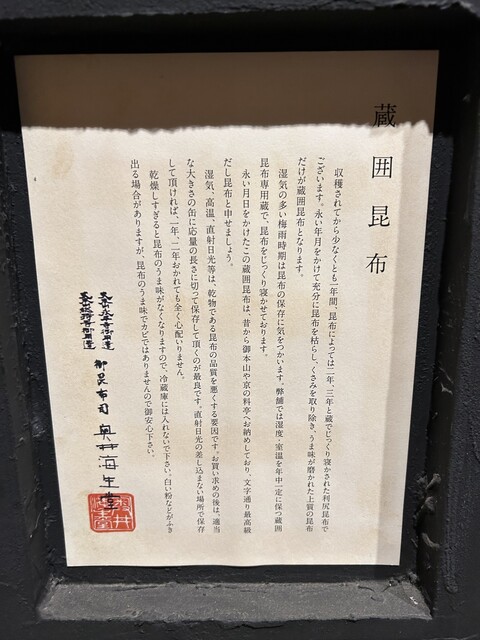 蔵囲昆布
収穫されてから少なくとも一年間、昆布によっては二年、三年と蔵でじっくり寝かされた利尻昆布で
ございます。永い年月をかけて充分に昆布を枯らし、くさみを取り除き、うま味が磨かれた上質の昆布
だけが蔵囲昆布となります。
湿気の多い梅雨時期は昆布の保存に気をつかいます。弊舗では湿度・室温を年中一定に保つ蔵囲
昆布専用蔵で、昆布をじっくり寝かせております。
永い月日をかけたこの蔵囲昆布は、昔から御本山や京の料亭へお納めしており、文字通り最高級
だし昆布と申せましょう。
湿気、高温、直射日光等は、乾物である昆布の品質を悪くする要因です。お買い求めの後は、適当
な大きさの缶に応量の長さに切って保存して頂くのが最良です。直射日光の差し込まない場所で保存
して頂ければ、一年、二年おかれても全く心配いりません。
乾燥しすぎると昆布のうま味がなくなりますので、冷蔵庫には入れないで下さい。白い粉などがふき
出る場合がありますが、昆布のうま味でカビではありませんので御安心下さい。
大本山永平寺御用達
大本山總持寺御用達
御昆布司 奥井海生堂